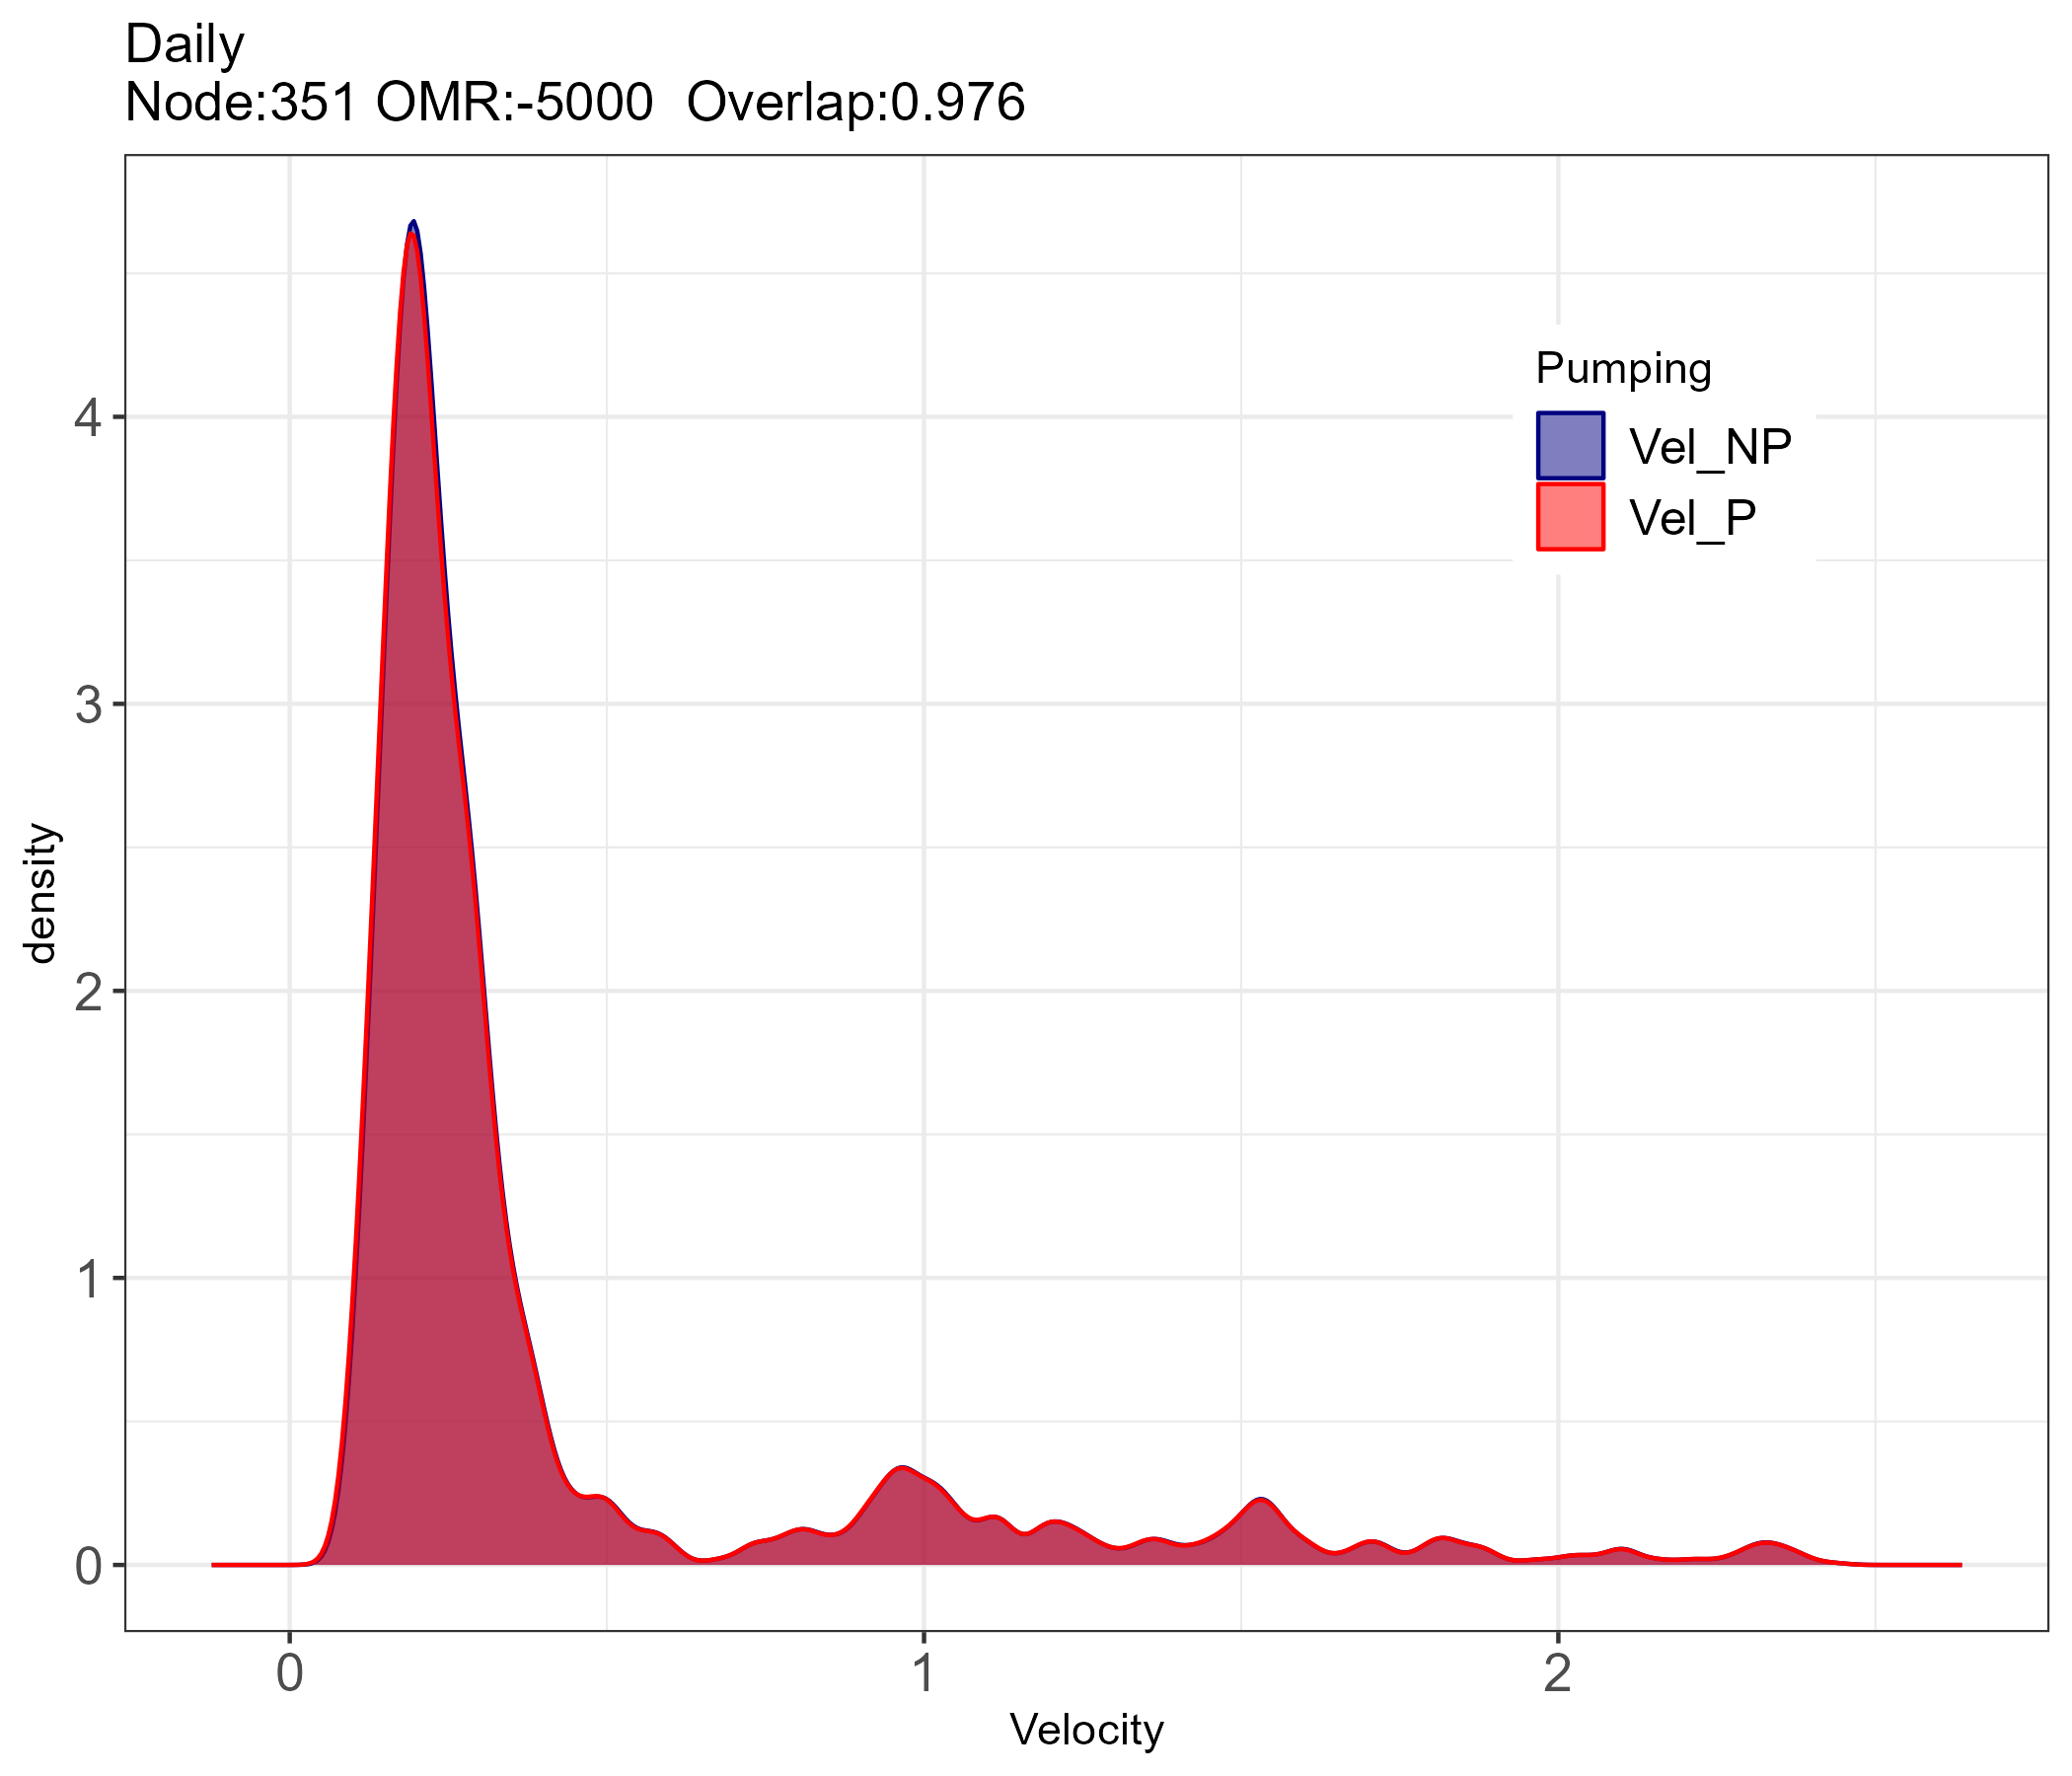 Daily
Node:351 OMR:-5000  Overlap:0.976
Pumping
Vel_NP
Vel_P
density
4
3
2
1
0
0
1
2
Velocity